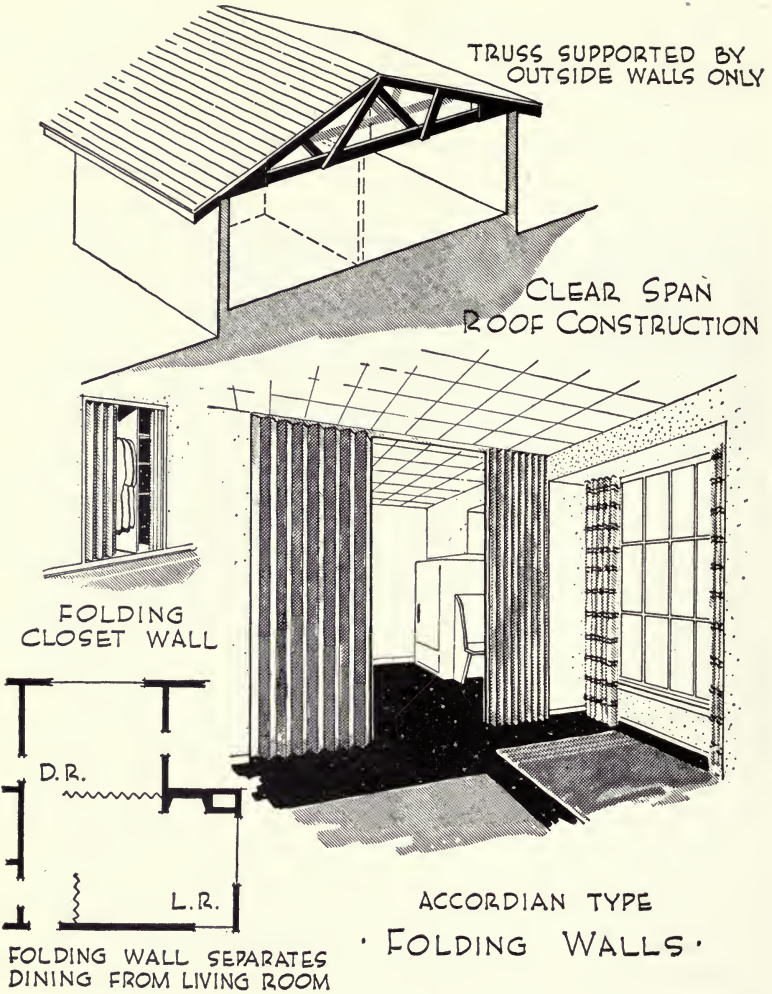 TRUSS SUPPORTED BY
OUTSIDE WALLS ONLY
CLEAR SPAN
ROOF CONSTRUCTION
FOLDING
CLOSET WALL
D.R.
L.R.
FOLDING WALL SEPARATES
DINING FROM LIVING ROOM
ACCORDIAN TYPE
· FOLDING WALLS ·